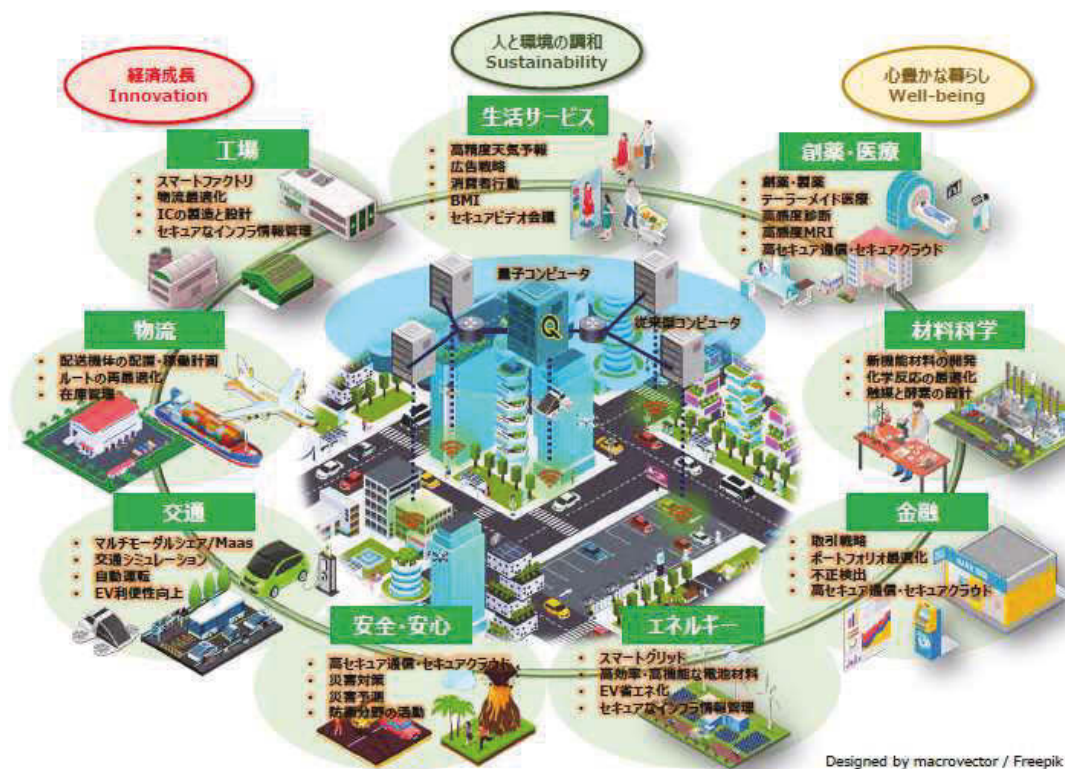 人と環境の調和
Sustainability
経済成長
Innovation
心豊かな暮らし
Well-being
生活サービス
• 高精度天気予報
• 広告戦略
• 消費者行動
• BMI
• セキュアビデオ会議
工場
• スマートファクトリ
• 物流最適化
• ICの製造と設計
• セキュアなインフラ情報管理
創薬・医療
• 創薬・製薬
• テーラーメイド医療
• 高感度診断
• 高感度MRI
• 高セキュア通信・セキュアクラウド
量子コンピュータ
Q
従来型コンピュータ
物流
• 配送機体の配置・稼働計画
• ルートの再最適化
• 在庫管理
材料科学
• 新機能材料の開発
• 化学反応の最適化
• 触媒と酵素の設計
交通
• マルチモーダルシェア/Maas
• 交通シミュレーション
• 自動運転
• EV利便性向上
金融
• 取引戦略
• ポートフォリオ最適化
• 不正検出
• 高セキュア通信・セキュアクラウド
安全・安心
• 高セキュア通信・セキュアクラウド
• 災害対策
• 災害予測
• 防衛分野の活動
エネルギー
• スマートグリッド
• 高効率・高機能な電池材料
• EV省エネ化
• セキュアなインフラ情報管理
Designed by macrovector / Freepik